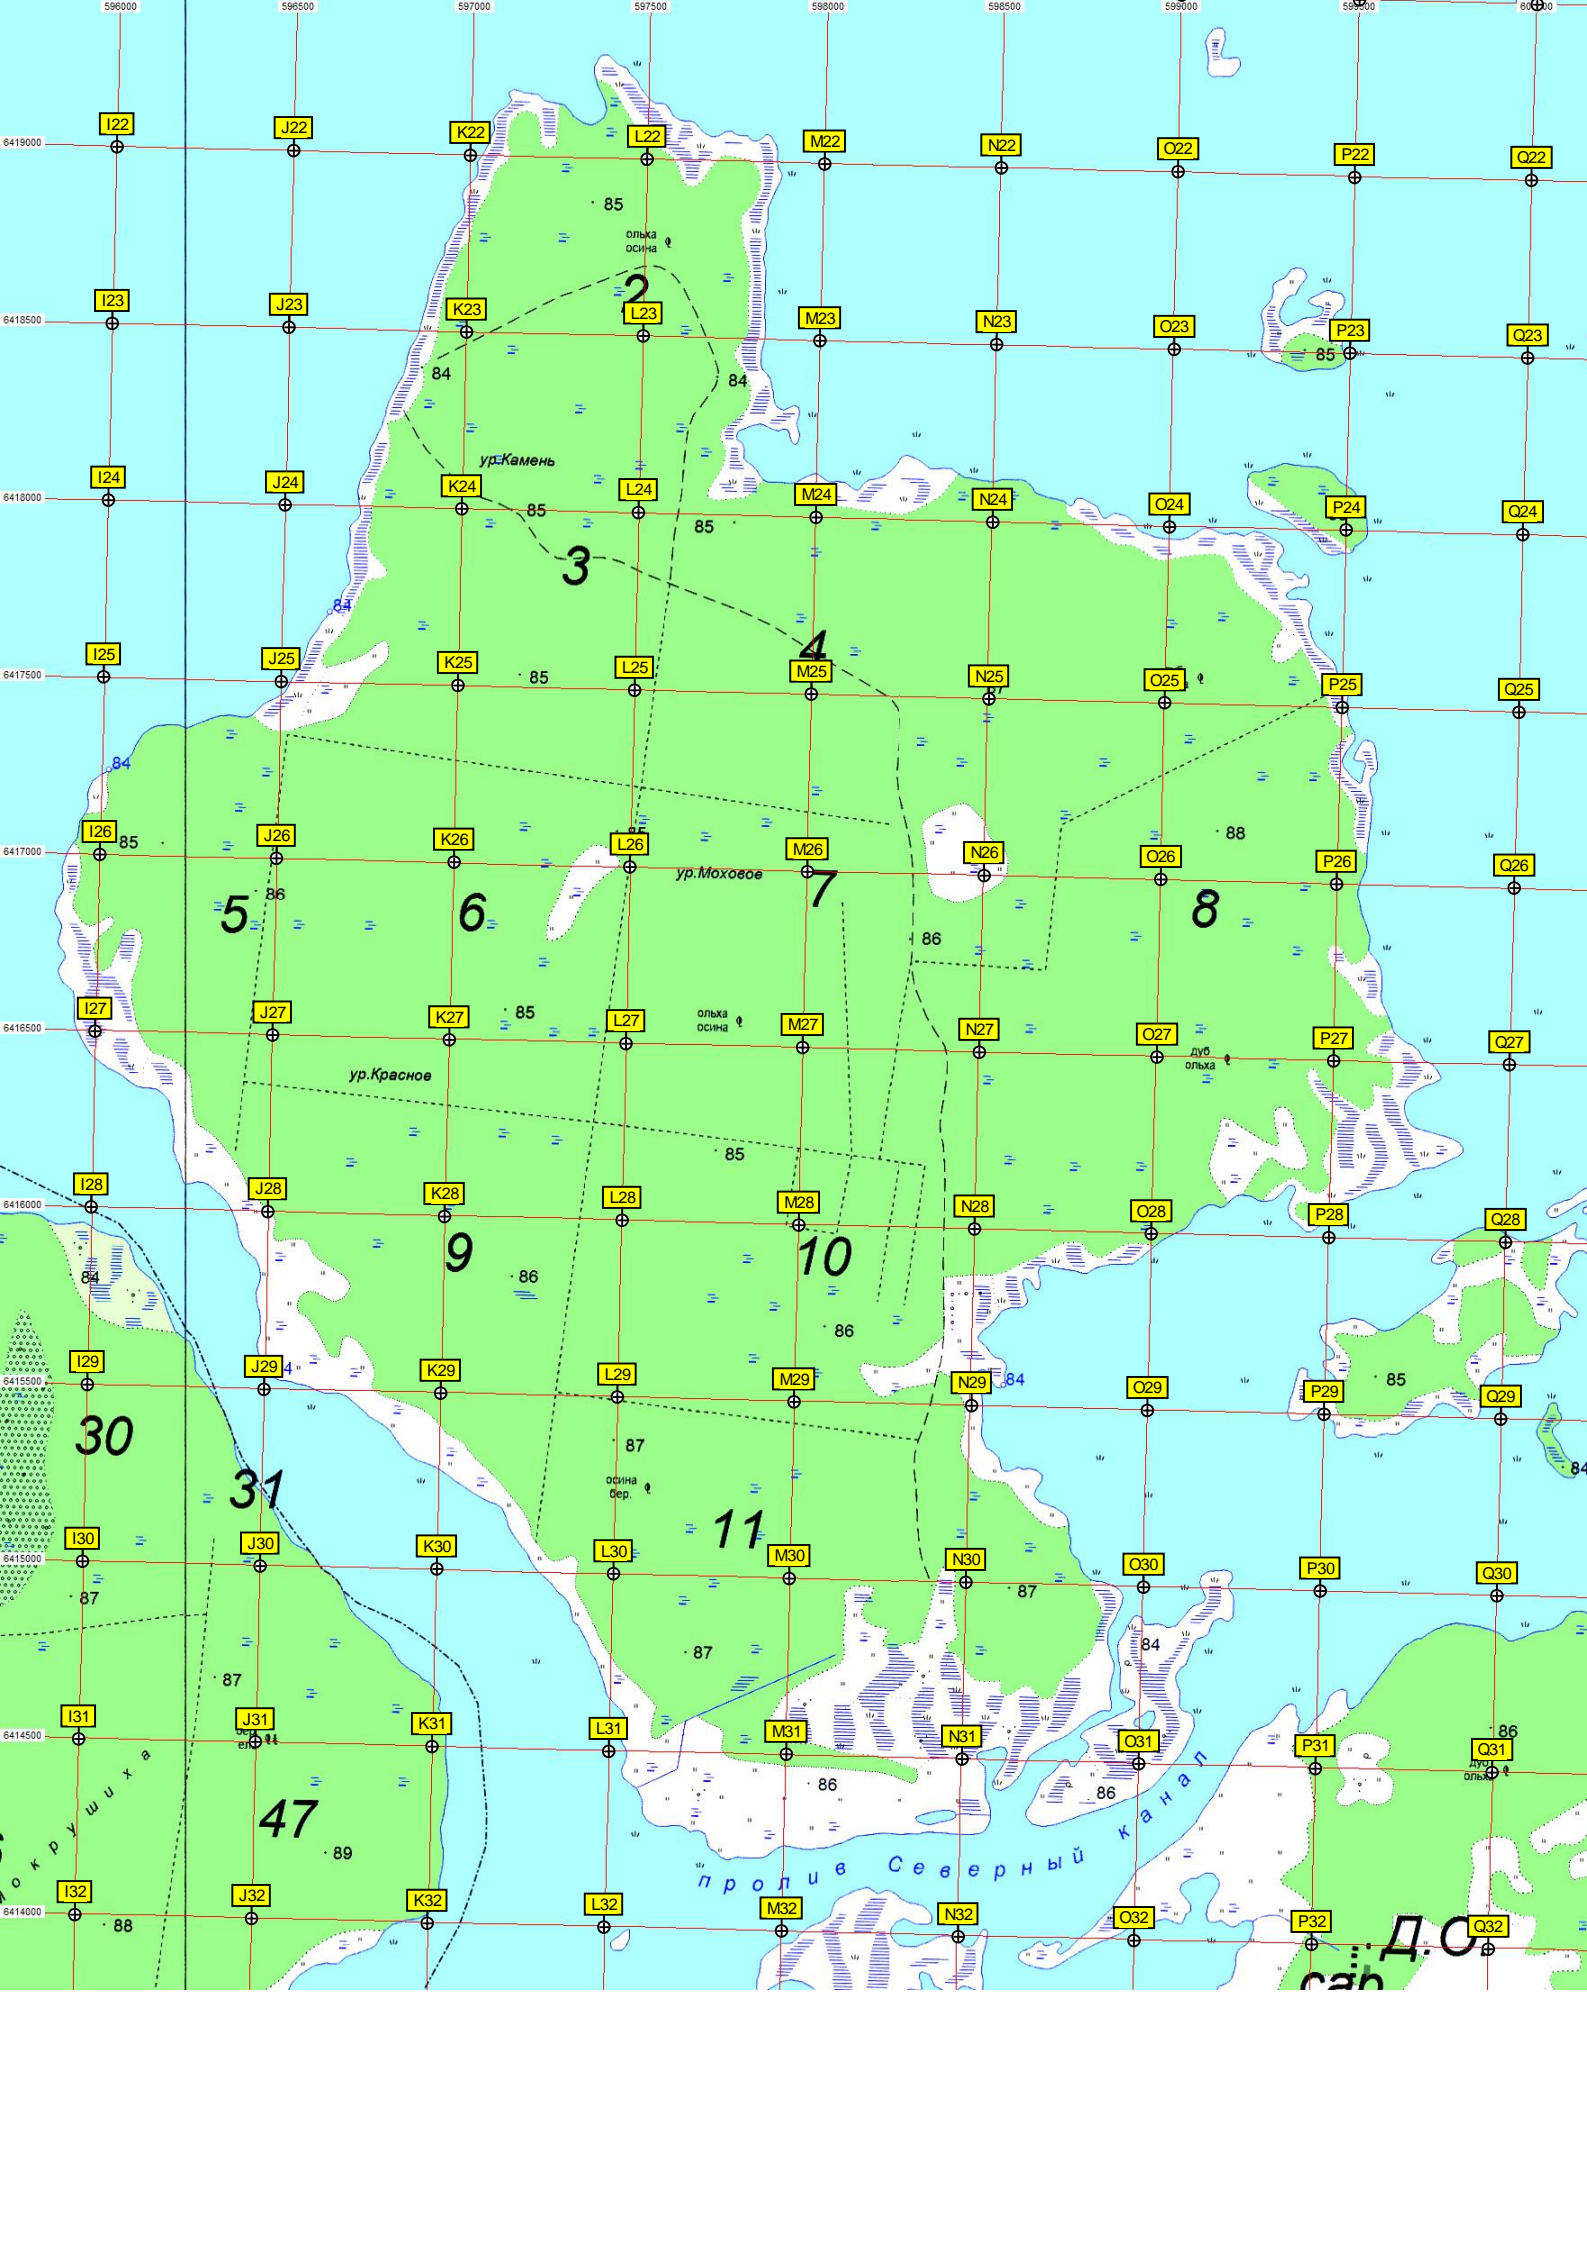 596000 596500 597000 597500 598000 598500 599000
I22 J22 K22 L22 M22 N22 O22 P22 Q22
6419000
85
ольха
осина
2
I23 J23 K23 L23 M23 N23 O23 P23 Q23
6418500
84 84 85
ур.Камень
I24 J24 K24 L24 M24 N24 O24 P24 Q24
6418000
85 85
3
84
4
I25 J25 K25 L25 M25 N25 O25 P25 Q25
6417500
85
84
88
I26 J26 K26 L26 M26 N26 O26 P26 Q26
85
6417000
ур.Моховое
86
5 6 7 8
86
I27 J27 K27 L27 M27 N27 O27 P27 Q27
85
ольха
осина
6416500
дуб
ольха
ур.Красное
85
I28 J28 K28 L28 M28 N28 O28 P28 Q28
6416000
9 10
84 86
86
I29 J29 K29 L29 M29 N29 O29 P29 Q29
84 85
6415500
30
87
84
31
осина
бер.
11
I30 J30 K30 L30 M30 N30 O30 P30 Q30
6415000
87 87
84
87 87
I31 J31 K31 L31 M31 N31 O31 P31 Q31
6414500
86
дуб
ольха
86 86
47
89
пролив Северный канал
I32 J32 K32 L32 M32 N32 O32 P32 Q32
6414000
88
Д.О.
сар.